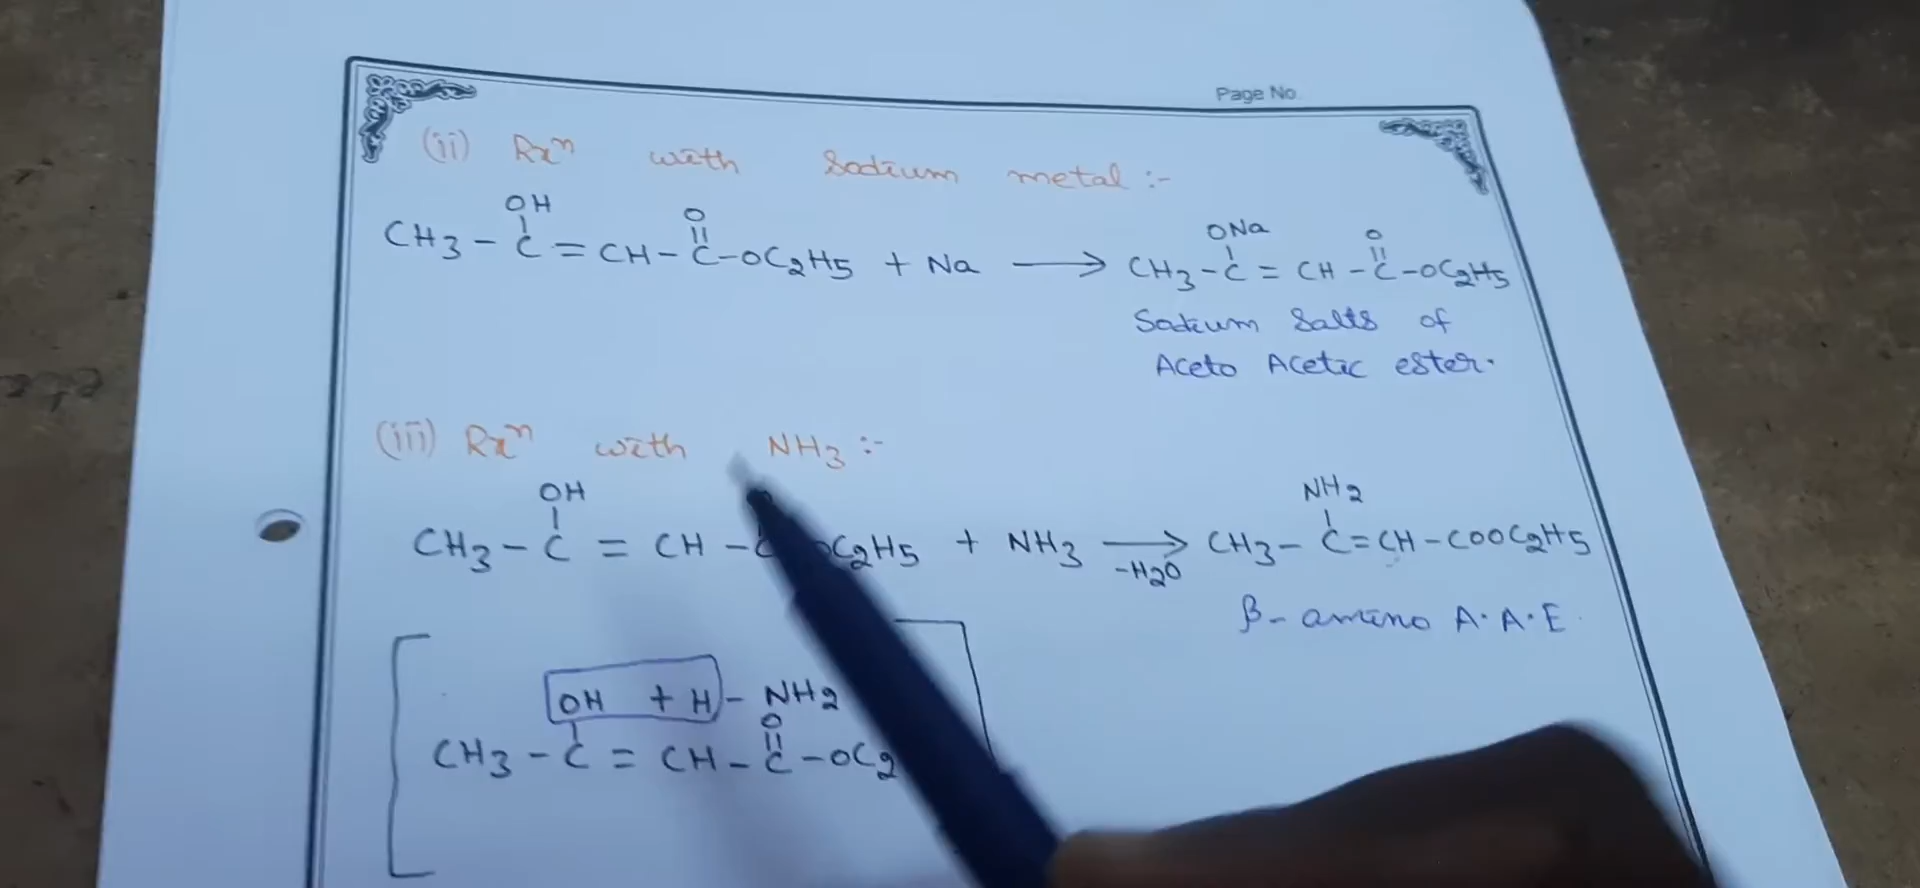 Page No.
(ii) Rxⁿ with Sodium metal :-
OH O ONa O
CH3 - C = CH - C - OC2H5 + Na ⟶ CH3 - C = CH - C - OC2H5
Sodium Salts of
Aceto Acetic ester.
(iii) Rxⁿ with NH3 :-
OH NH2
CH3 - C = CH - C OC2H5 + NH3 ⟶ CH3 - C = CH - COOC2H5
-H2O
β- amino A.A.E.
OH + H - NH2
O
CH3 - C = CH - C - OC2